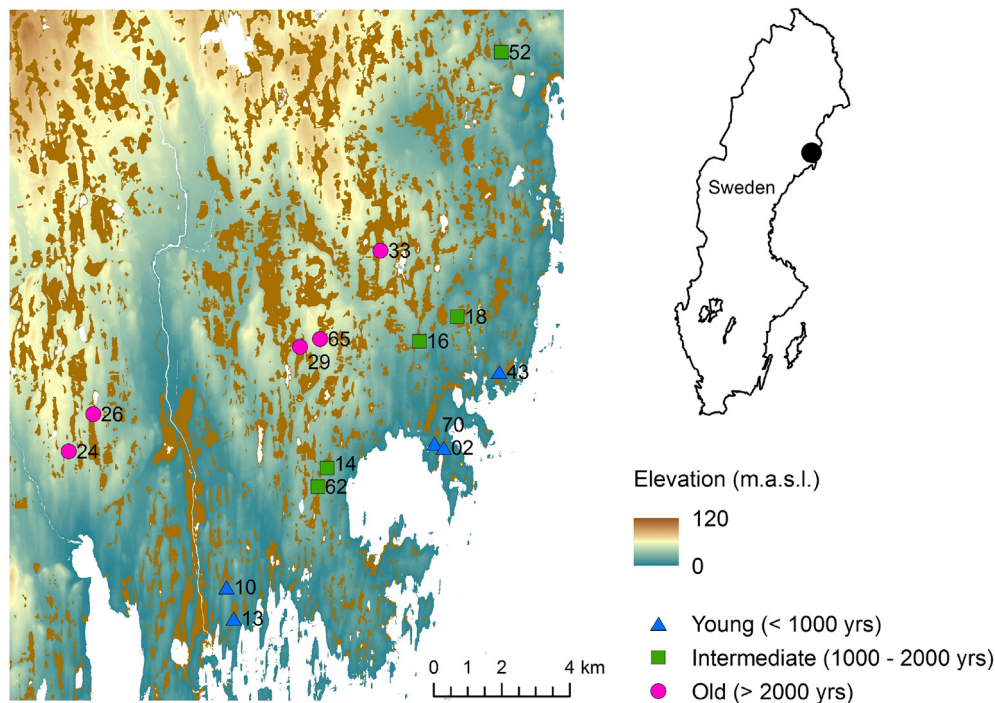 52
33
18
65
16
29
43
26
70
02
24
14
62
10
13
0 1 2 4 km
Sweden
Elevation (m.a.s.l.)
120
0
Young (< 1000 yrs)
Intermediate (1000 - 2000 yrs)
Old (> 2000 yrs)